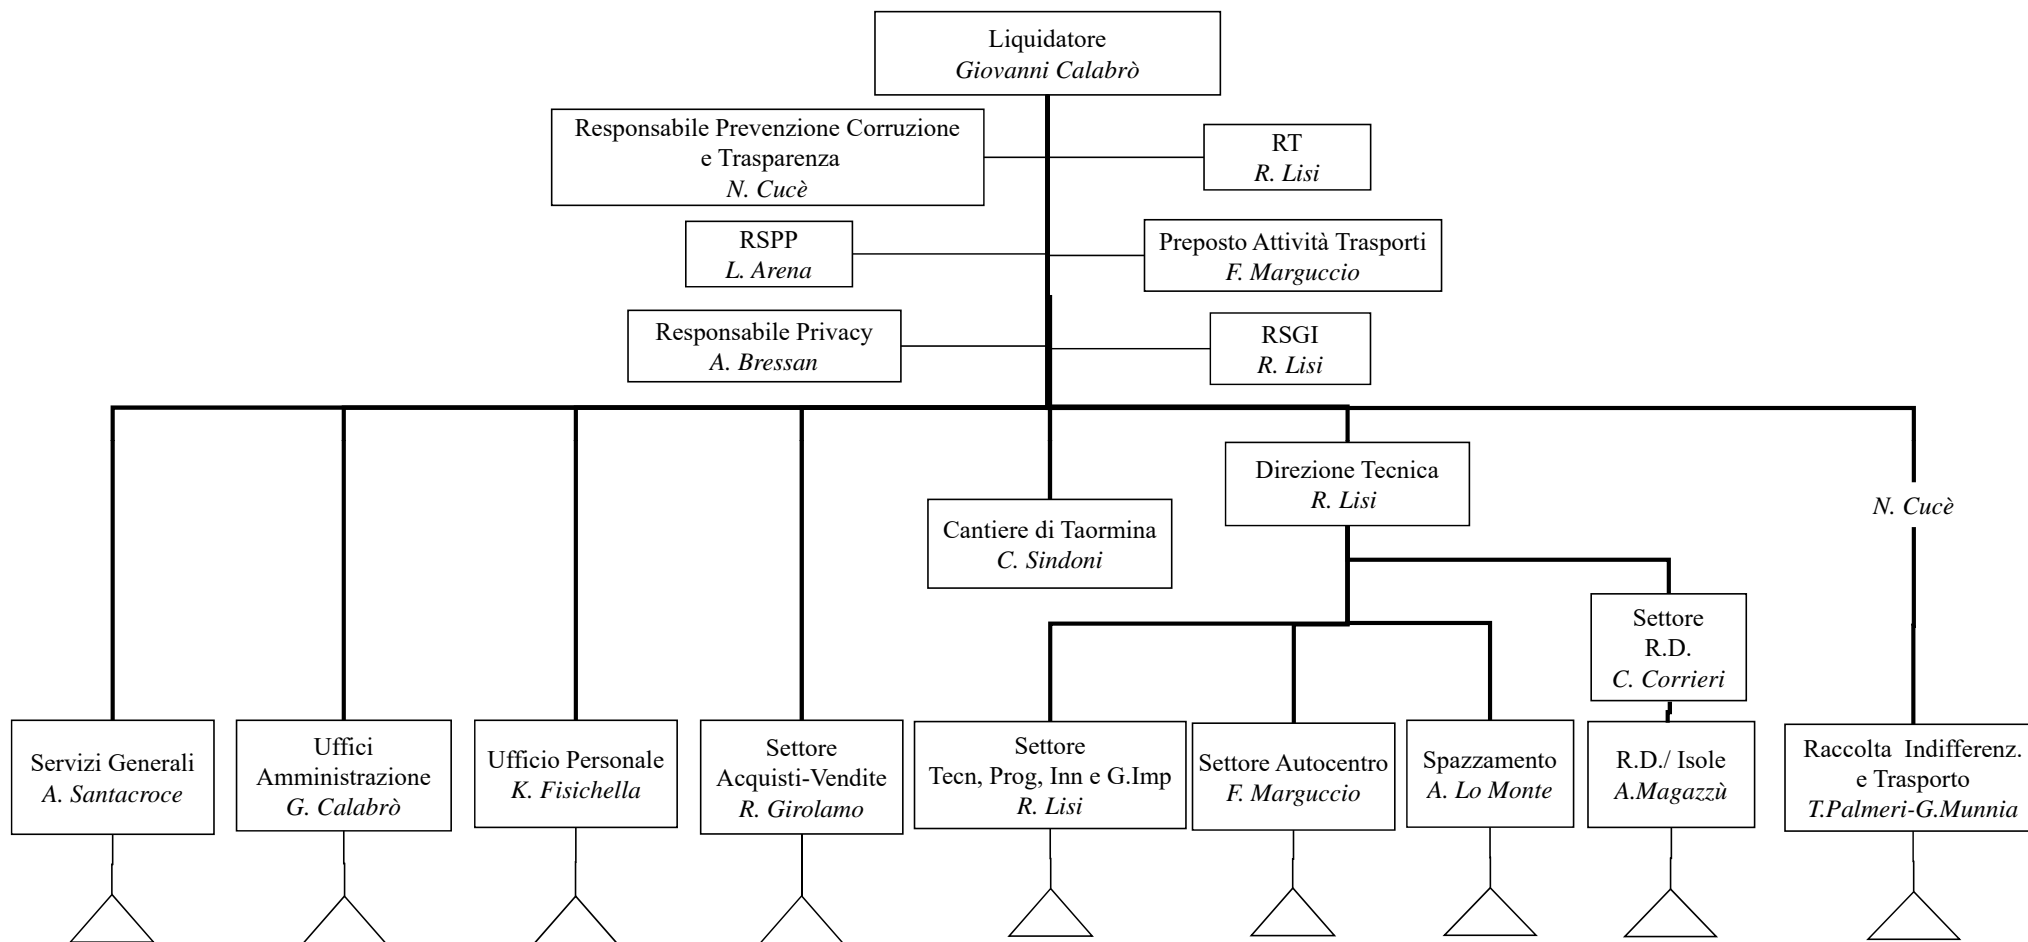 Liquidatore
Giovanni Calabrò
Responsabile Prevenzione Corruzione
e Trasparenza
N. Cucè
RT
R. Lisi
RSPP
L. Arena
Preposto Attività Trasporti
F. Marguccio
Responsabile Privacy
A. Bressan
RSGI
R. Lisi
Direzione Tecnica
R. Lisi
N. Cucè
Cantiere di Taormina
C. Sindoni
Settore
R.D.
C. Corrieri
Servizi Generali
A. Santacroce
Uffici
Amministrazione
G. Calabrò
Ufficio Personale
K. Fisichella
Settore
Acquisti-Vendite
R. Girolamo
Settore
Tecn, Prog, Inn e G.Imp
R. Lisi
Settore Autocentro
F. Marguccio
Spazzamento
A. Lo Monte
R.D./ Isole
A.Magazzù
Raccolta  Indifferenz.
e Trasporto
T.Palmeri-G.Munnia